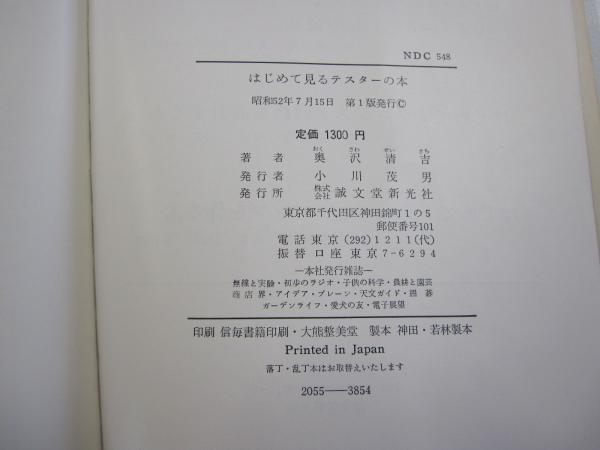 NDC 548
はじめて見るテスターの本
昭和52年7月15日 第1版発行©
定価 1300 円
おく ざわ せい きち
著者 奥沢清吉
発行者 小川茂男
発行所 株式会社 誠文堂新光社
東京都千代田区神田錦町1の5
郵便番号101
電話東京(292)1211(代)
振替口座東京7-6294
—本社発行雑誌—
無線と実験・初歩のラジオ・子供の科学・農耕と園芸
商店界・アイデア・ブレーン・天文ガイド・囲碁
ガーデンライフ・愛犬の友・電子展望
印刷 信毎書籍印刷・大熊整美堂 製本 神田・若林製本
Printed in Japan
落丁・乱丁本はお取替えいたします
2055——3854